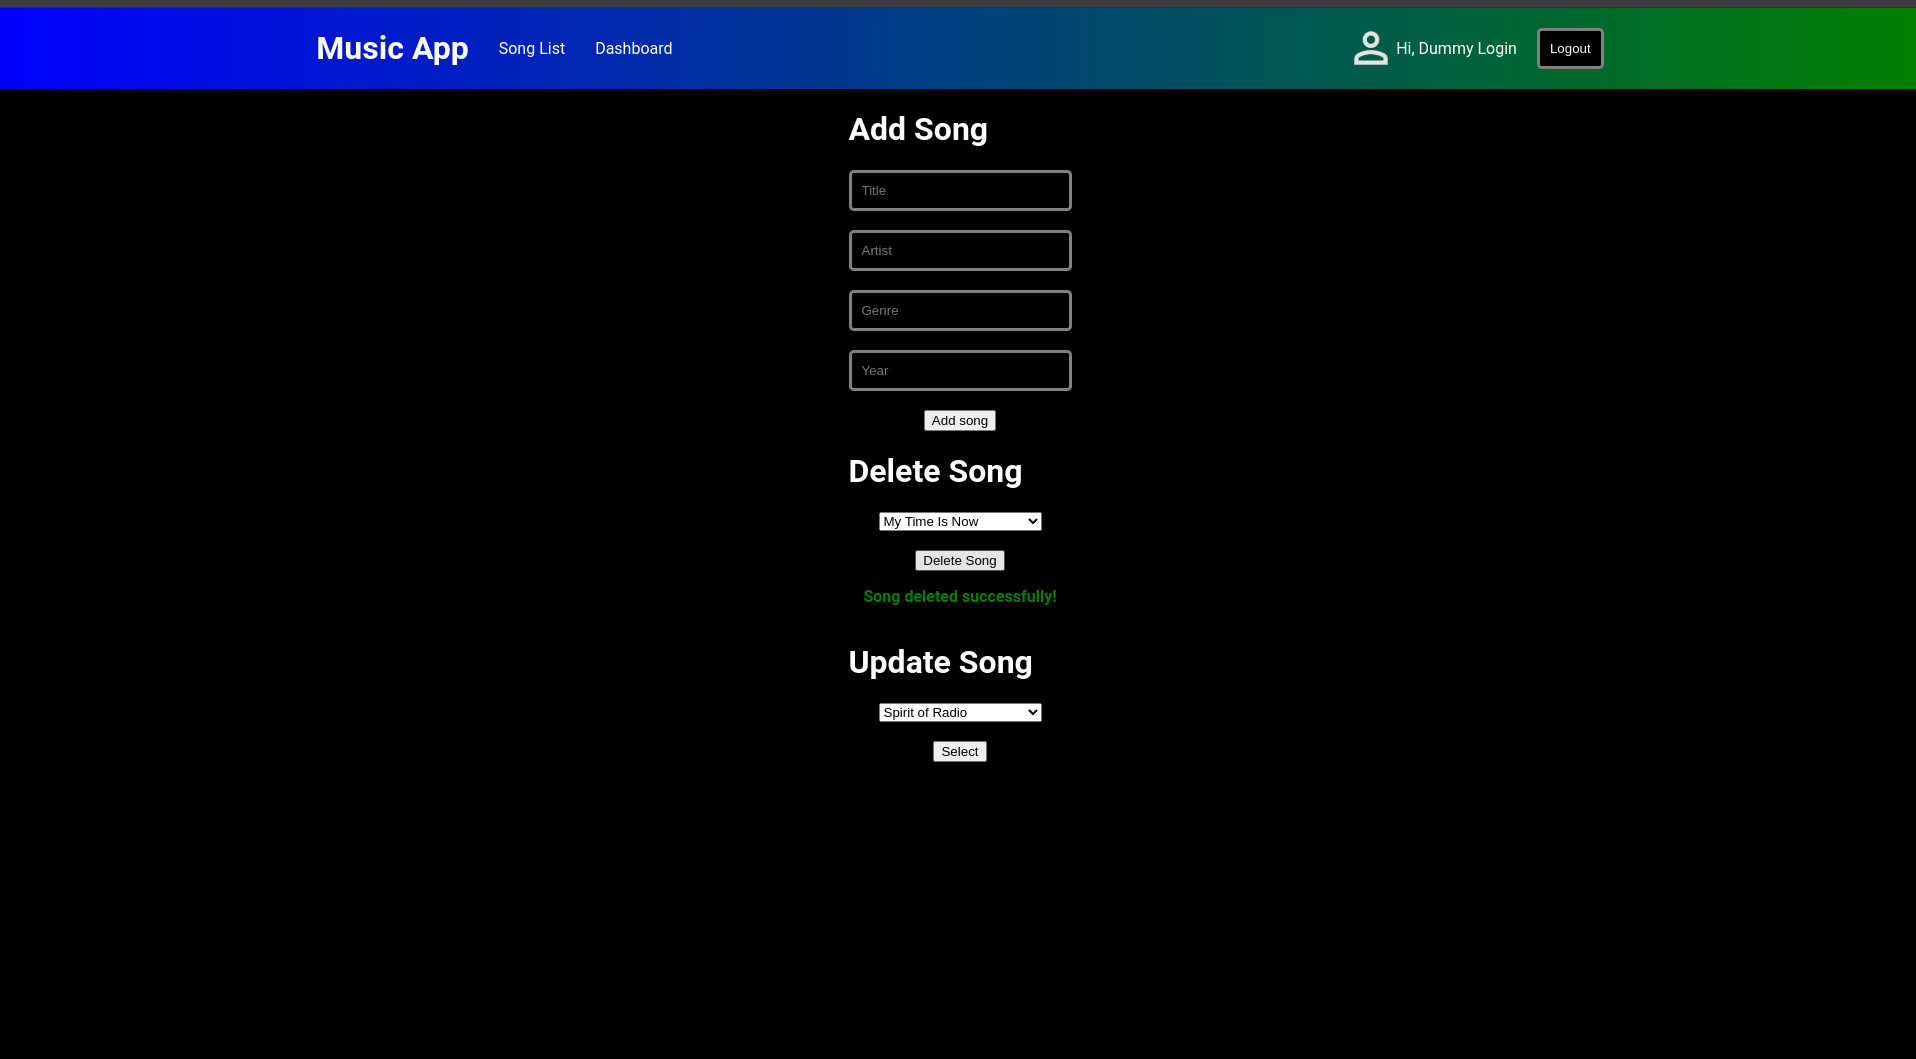 Music App Song List Dashboard Hi, Dummy Login Logout
Add Song
Title
Artist
Genre
Year
Add song
Delete Song
My Time Is Now
Delete Song
Song deleted successfully!
Update Song
Spirit of Radio
Select